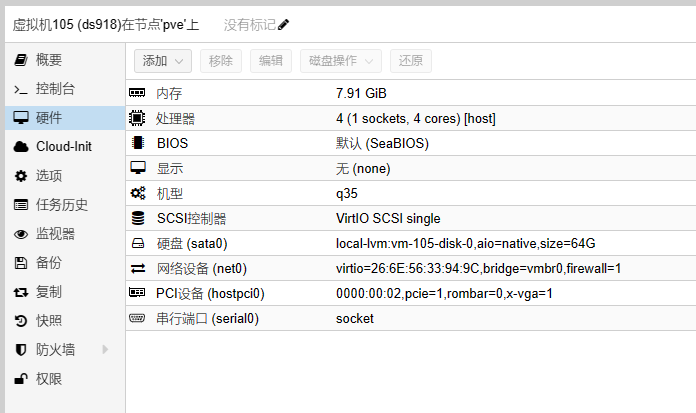 虚拟机105 (ds918)在节点'pve'上 没有标记
概要
控制台
硬件
Cloud-Init
选项
任务历史
监视器
备份
复制
快照
防火墙
权限
添加 移除 编辑 磁盘操作 还原
内存 7.91 GiB
处理器 4 (1 sockets, 4 cores) [host]
BIOS 默认 (SeaBIOS)
显示 无 (none)
机型 q35
SCSI控制器 VirtIO SCSI single
硬盘 (sata0) local-lvm:vm-105-disk-0,aio=native,size=64G
网络设备 (net0) virtio=26:6E:56:33:94:9C,bridge=vmbr0,firewall=1
PCI设备 (hostpci0) 0000:00:02,pcie=1,rombar=0,x-vga=1
串行端口 (serial0) socket